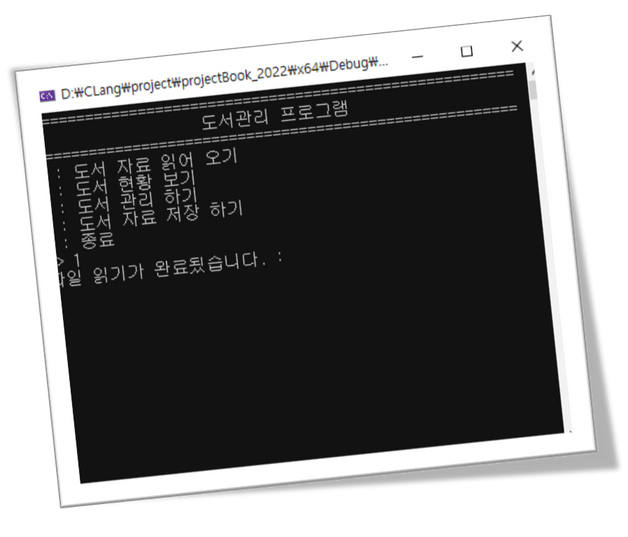 D:₩CLang₩project₩projectBook_2022₩x64₩Debug₩...
도서관리 프로그램
: 도서 자료 읽어 오기
: 도서 현황 보기
: 도서 관리 하기
: 도서 자료 저장 하기
: 종료
> 1
읽기가 완료됬습니다. :